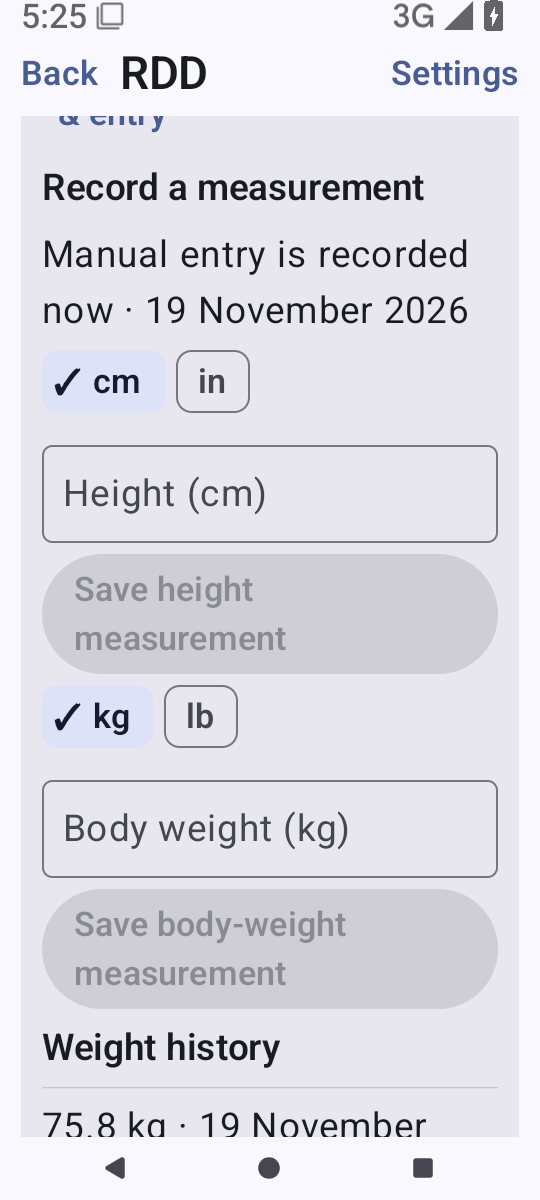 5:25
3G
Back RDD Settings
& entry
Record a measurement
Manual entry is recorded
now · 19 November 2026
✓ cm in
Height (cm)
Save height
measurement
✓ kg lb
Body weight (kg)
Save body-weight
measurement
Weight history
75.8 kg · 19 November